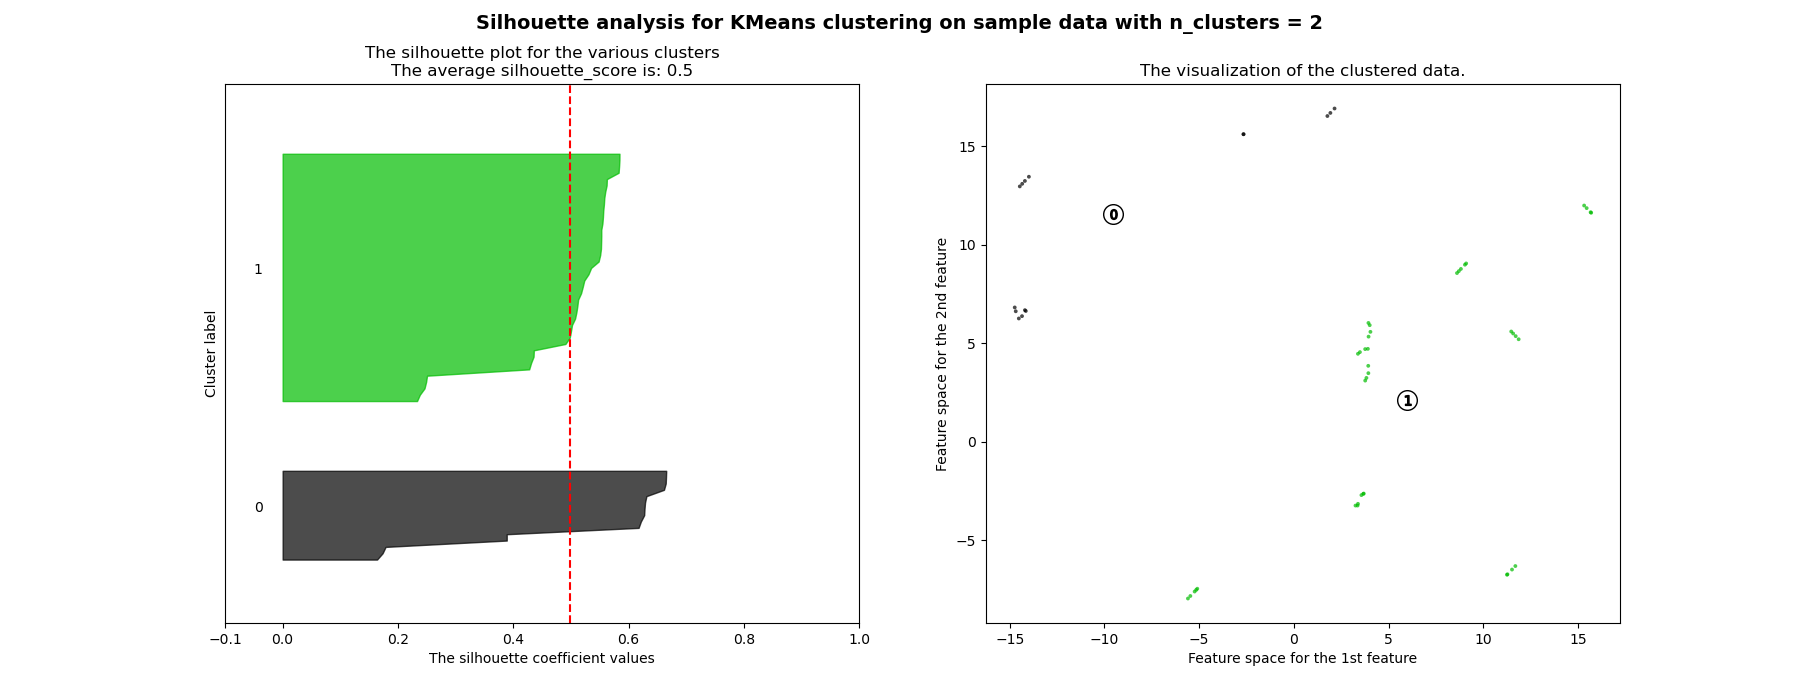 Silhouette analysis for KMeans clustering on sample data with n_clusters = 2
The silhouette plot for the various clusters
The average silhouette_score is: 0.5
Cluster label
1
0
−0.1 0.0 0.2 0.4 0.6 0.8 1.0
The silhouette coefficient values
The visualization of the clustered data.
Feature space for the 2nd feature
15
10
5
0
−5
0
1
−15 −10 −5 0 5 10 15
Feature space for the 1st feature